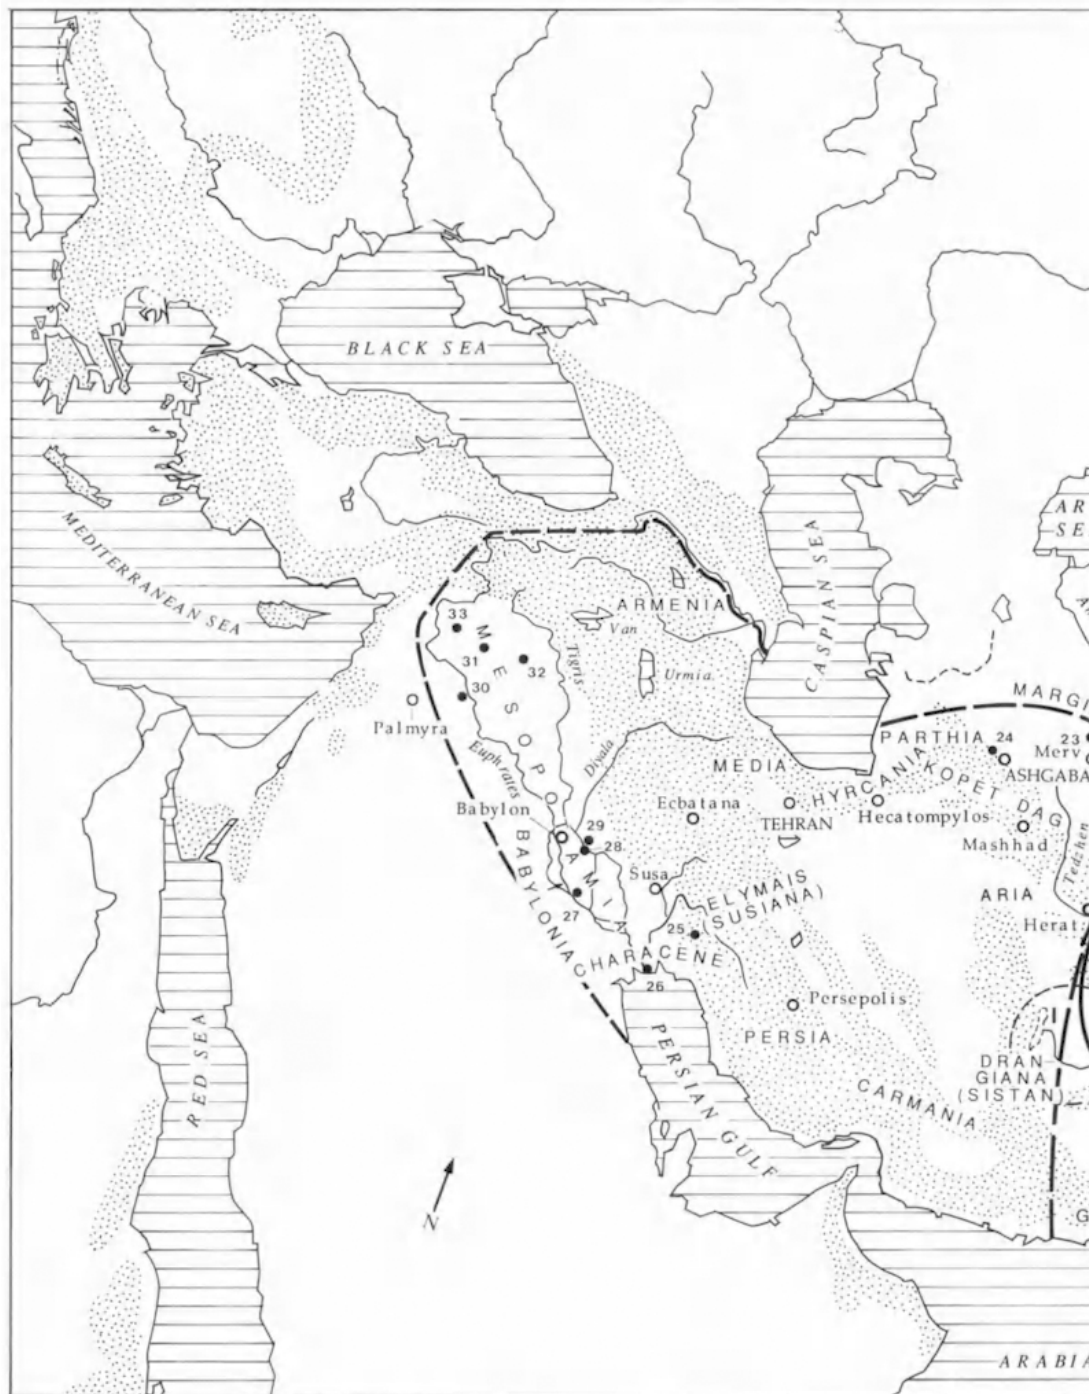 BLACK SEA
MEDITERRANEAN SEA
CASPIAN SEA
AR
SE
A
ARMENIA
Van
Urmia
Tigris
33
31
32
30
MESOPOTAMIA
Palmyra
Euphrates
Diyala
MARGI
PARTHIA
24
23
Merv
ASHGABA
MEDIA
HYRCANIA
KOPET DAG
Ecbatana
TEHRAN
Hecatompylos
Mashhad
Tedzhen
Babylon
29
28
BABYLONIA
Susa
27
ELYMAIS
(SUSIANA)
25
ARIA
Herat
CHARACENE
26
Persepolis
PERSIA
RED SEA
PERSIAN GULF
DRAN
GIANA
(SISTAN)
CARMANIA
N
G
ARABIA